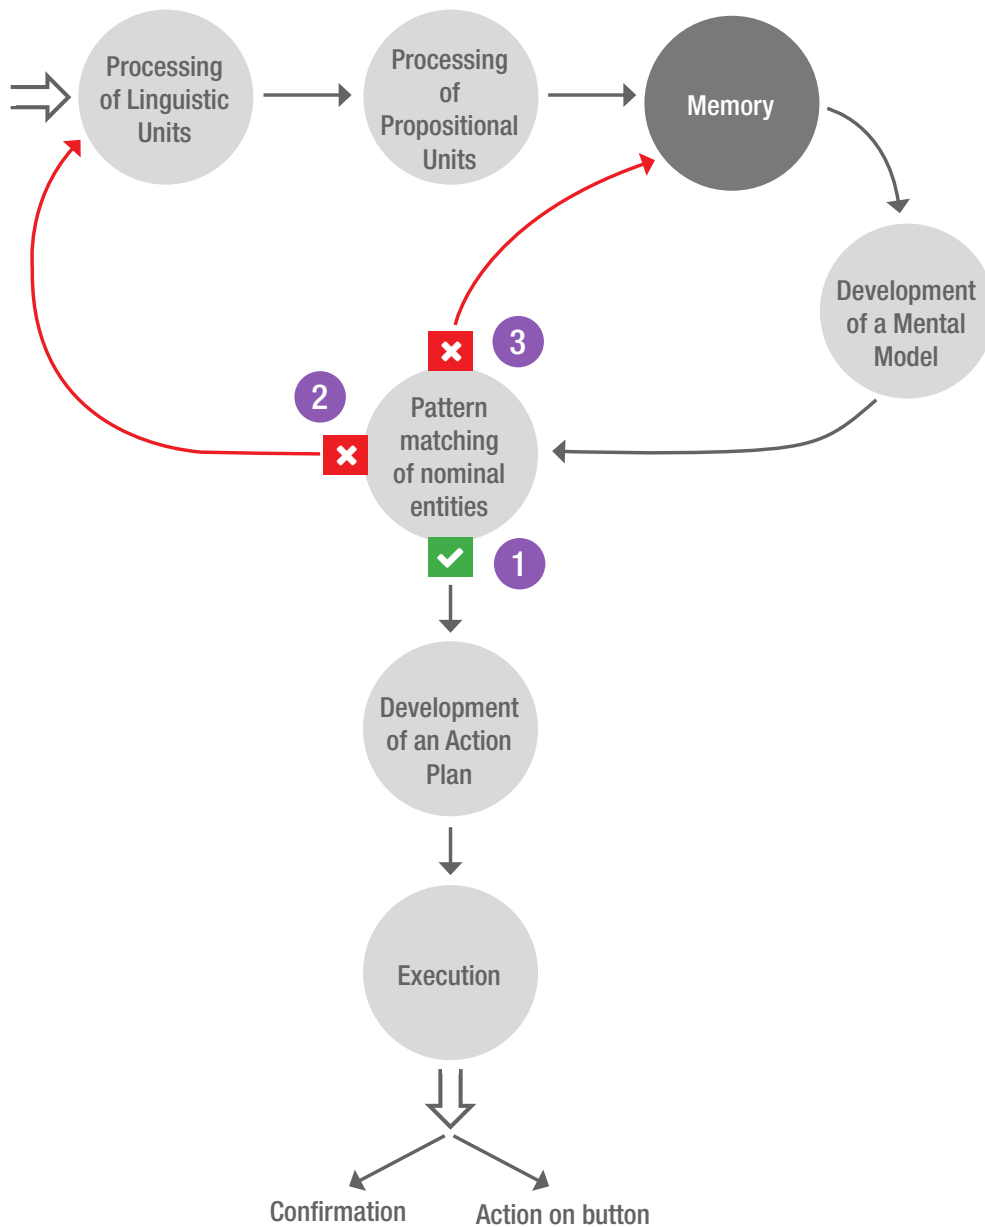 Processing
of Linguistic
Units
Processing
of
Propositional
Units
Memory
Development
of a Mental
Model
3
2
Pattern
matching
of nominal
entities
1
Development
of an Action
Plan
Execution
Confirmation
Action on button